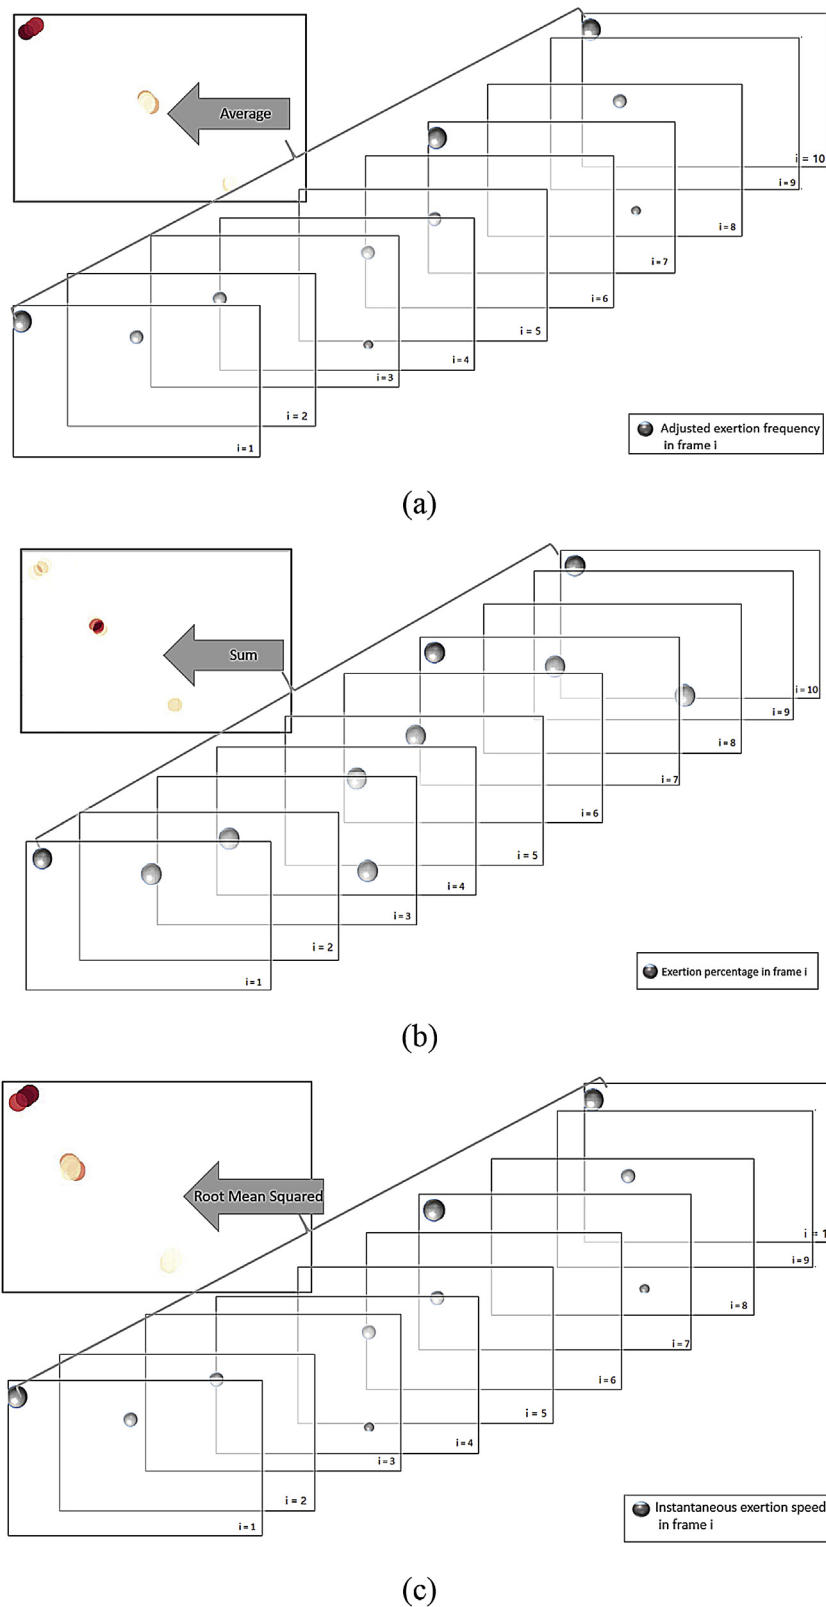 Average
i = 10
i = 9
i = 8
i = 7
i = 6
i = 5
i = 4
i = 3
i = 2
i = 1
Adjusted exertion frequency
in frame i
(a)
Sum
i = 10
i = 9
i = 8
i = 7
i = 6
i = 5
i = 4
i = 3
i = 2
i = 1
Exertion percentage in frame i
(b)
Root Mean Squared
i = 1
i = 9
i = 8
i = 7
i = 6
i = 5
i = 4
i = 3
i = 2
i = 1
Instantaneous exertion speed
in frame i
(c)